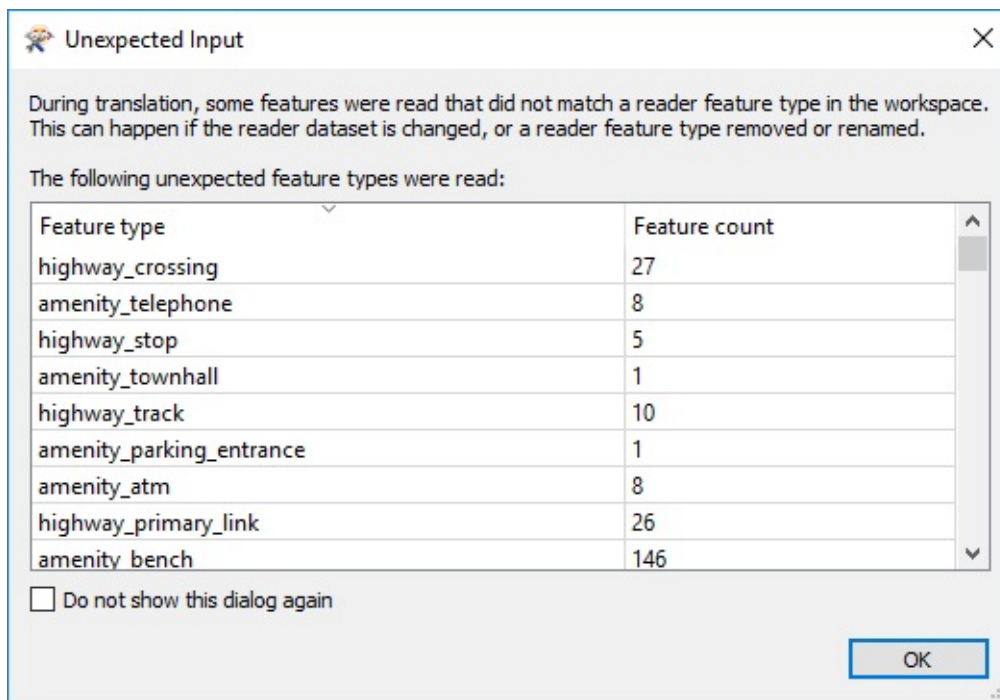 Unexpected Input
During translation, some features were read that did not match a reader feature type in the workspace.
This can happen if the reader dataset is changed, or a reader feature type removed or renamed.
The following unexpected feature types were read:
Feature type Feature count
highway_crossing 27
amenity_telephone 8
highway_stop 5
amenity_townhall 1
highway_track 10
amenity_parking_entrance 1
amenity_atm 8
highway_primary_link 26
amenity_bench 146
Do not show this dialog again
OK